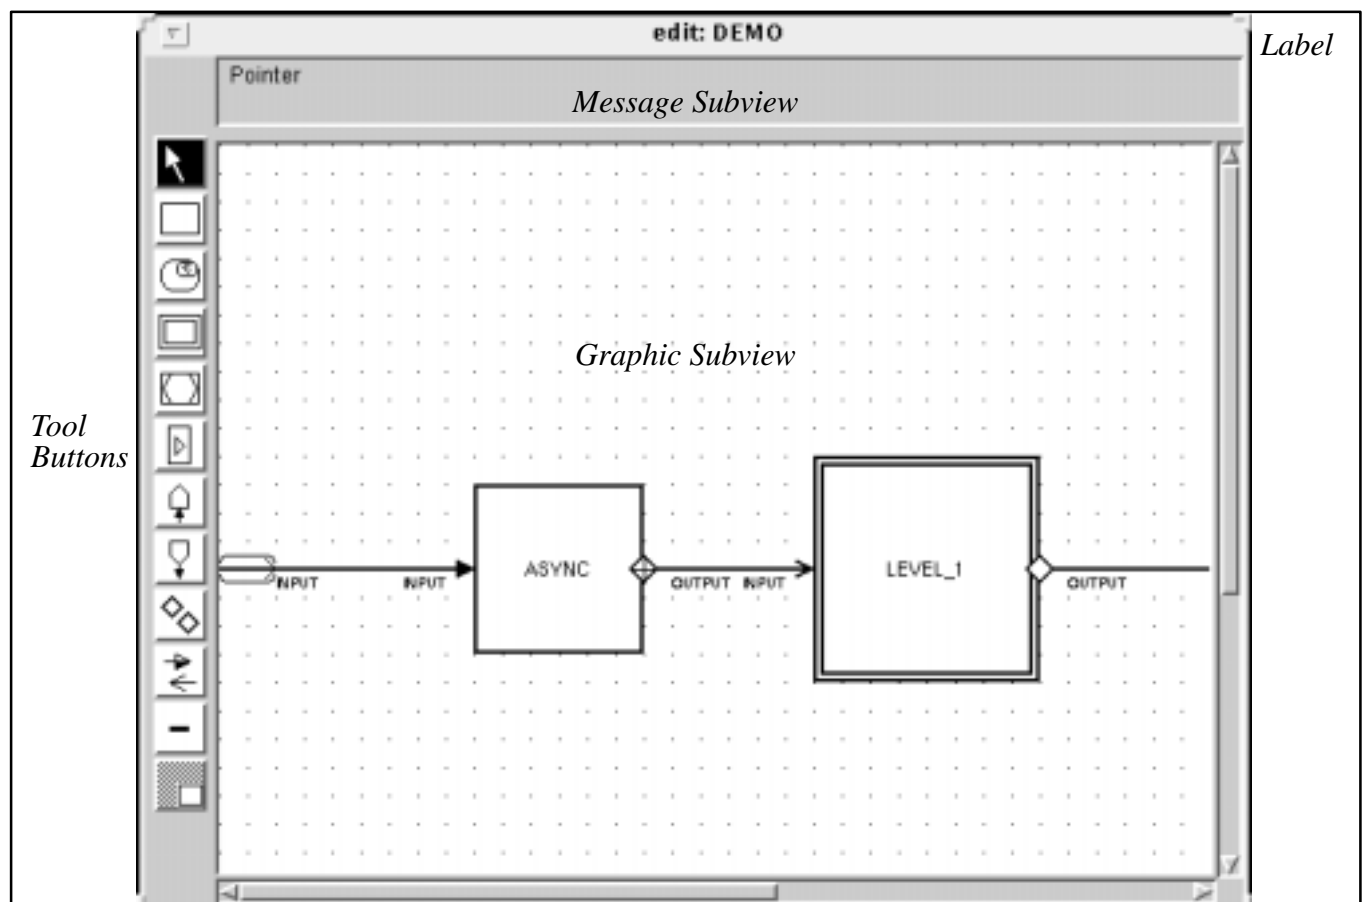 edit: DEMO
Label
Pointer
Message Subview
Graphic Subview
Tool
Buttons
ASYNC
LEVEL_1
INPUT
INPUT
OUTPUT
INPUT
OUTPUT